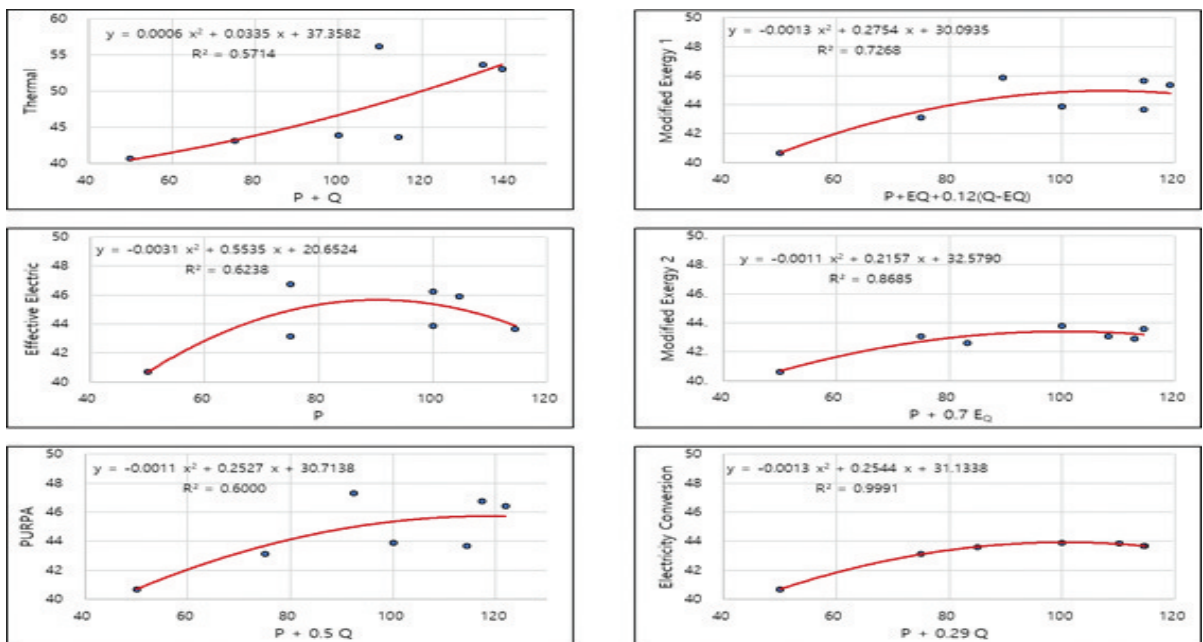 60
y = 0.0006 x² + 0.0335 x + 37.3582
R² = 0.5714
55
50
45
40
Thermal
40 60 80 100 120 140
P + Q
50
y = -0.0013 x² + 0.2754 x + 30.0935
R² = 0.7268
48
46
44
42
40
Modified Exergy 1
40 60 80 100 120
P+EQ+0.12(Q-EQ)
50
y = -0.0031 x² + 0.5535 x + 20.6524
R² = 0.6238
48
46
44
42
40
Effective Electric
40 60 80 100 120
P
50
y = -0.0011 x² + 0.2157 x + 32.5790
R² = 0.8685
48
46
44
42
40
Modified Exergy 2
40 60 80 100 120
P + 0.7 EQ
50
y = -0.0011 x² + 0.2527 x + 30.7138
R² = 0.6000
48
46
44
42
40
PURPA
40 60 80 100 120
P + 0.5 Q
50
y = -0.0013 x² + 0.2544 x + 31.1338
R² = 0.9991
48
46
44
42
40
Electricity Conversion
40 60 80 100 120
P + 0.29 Q